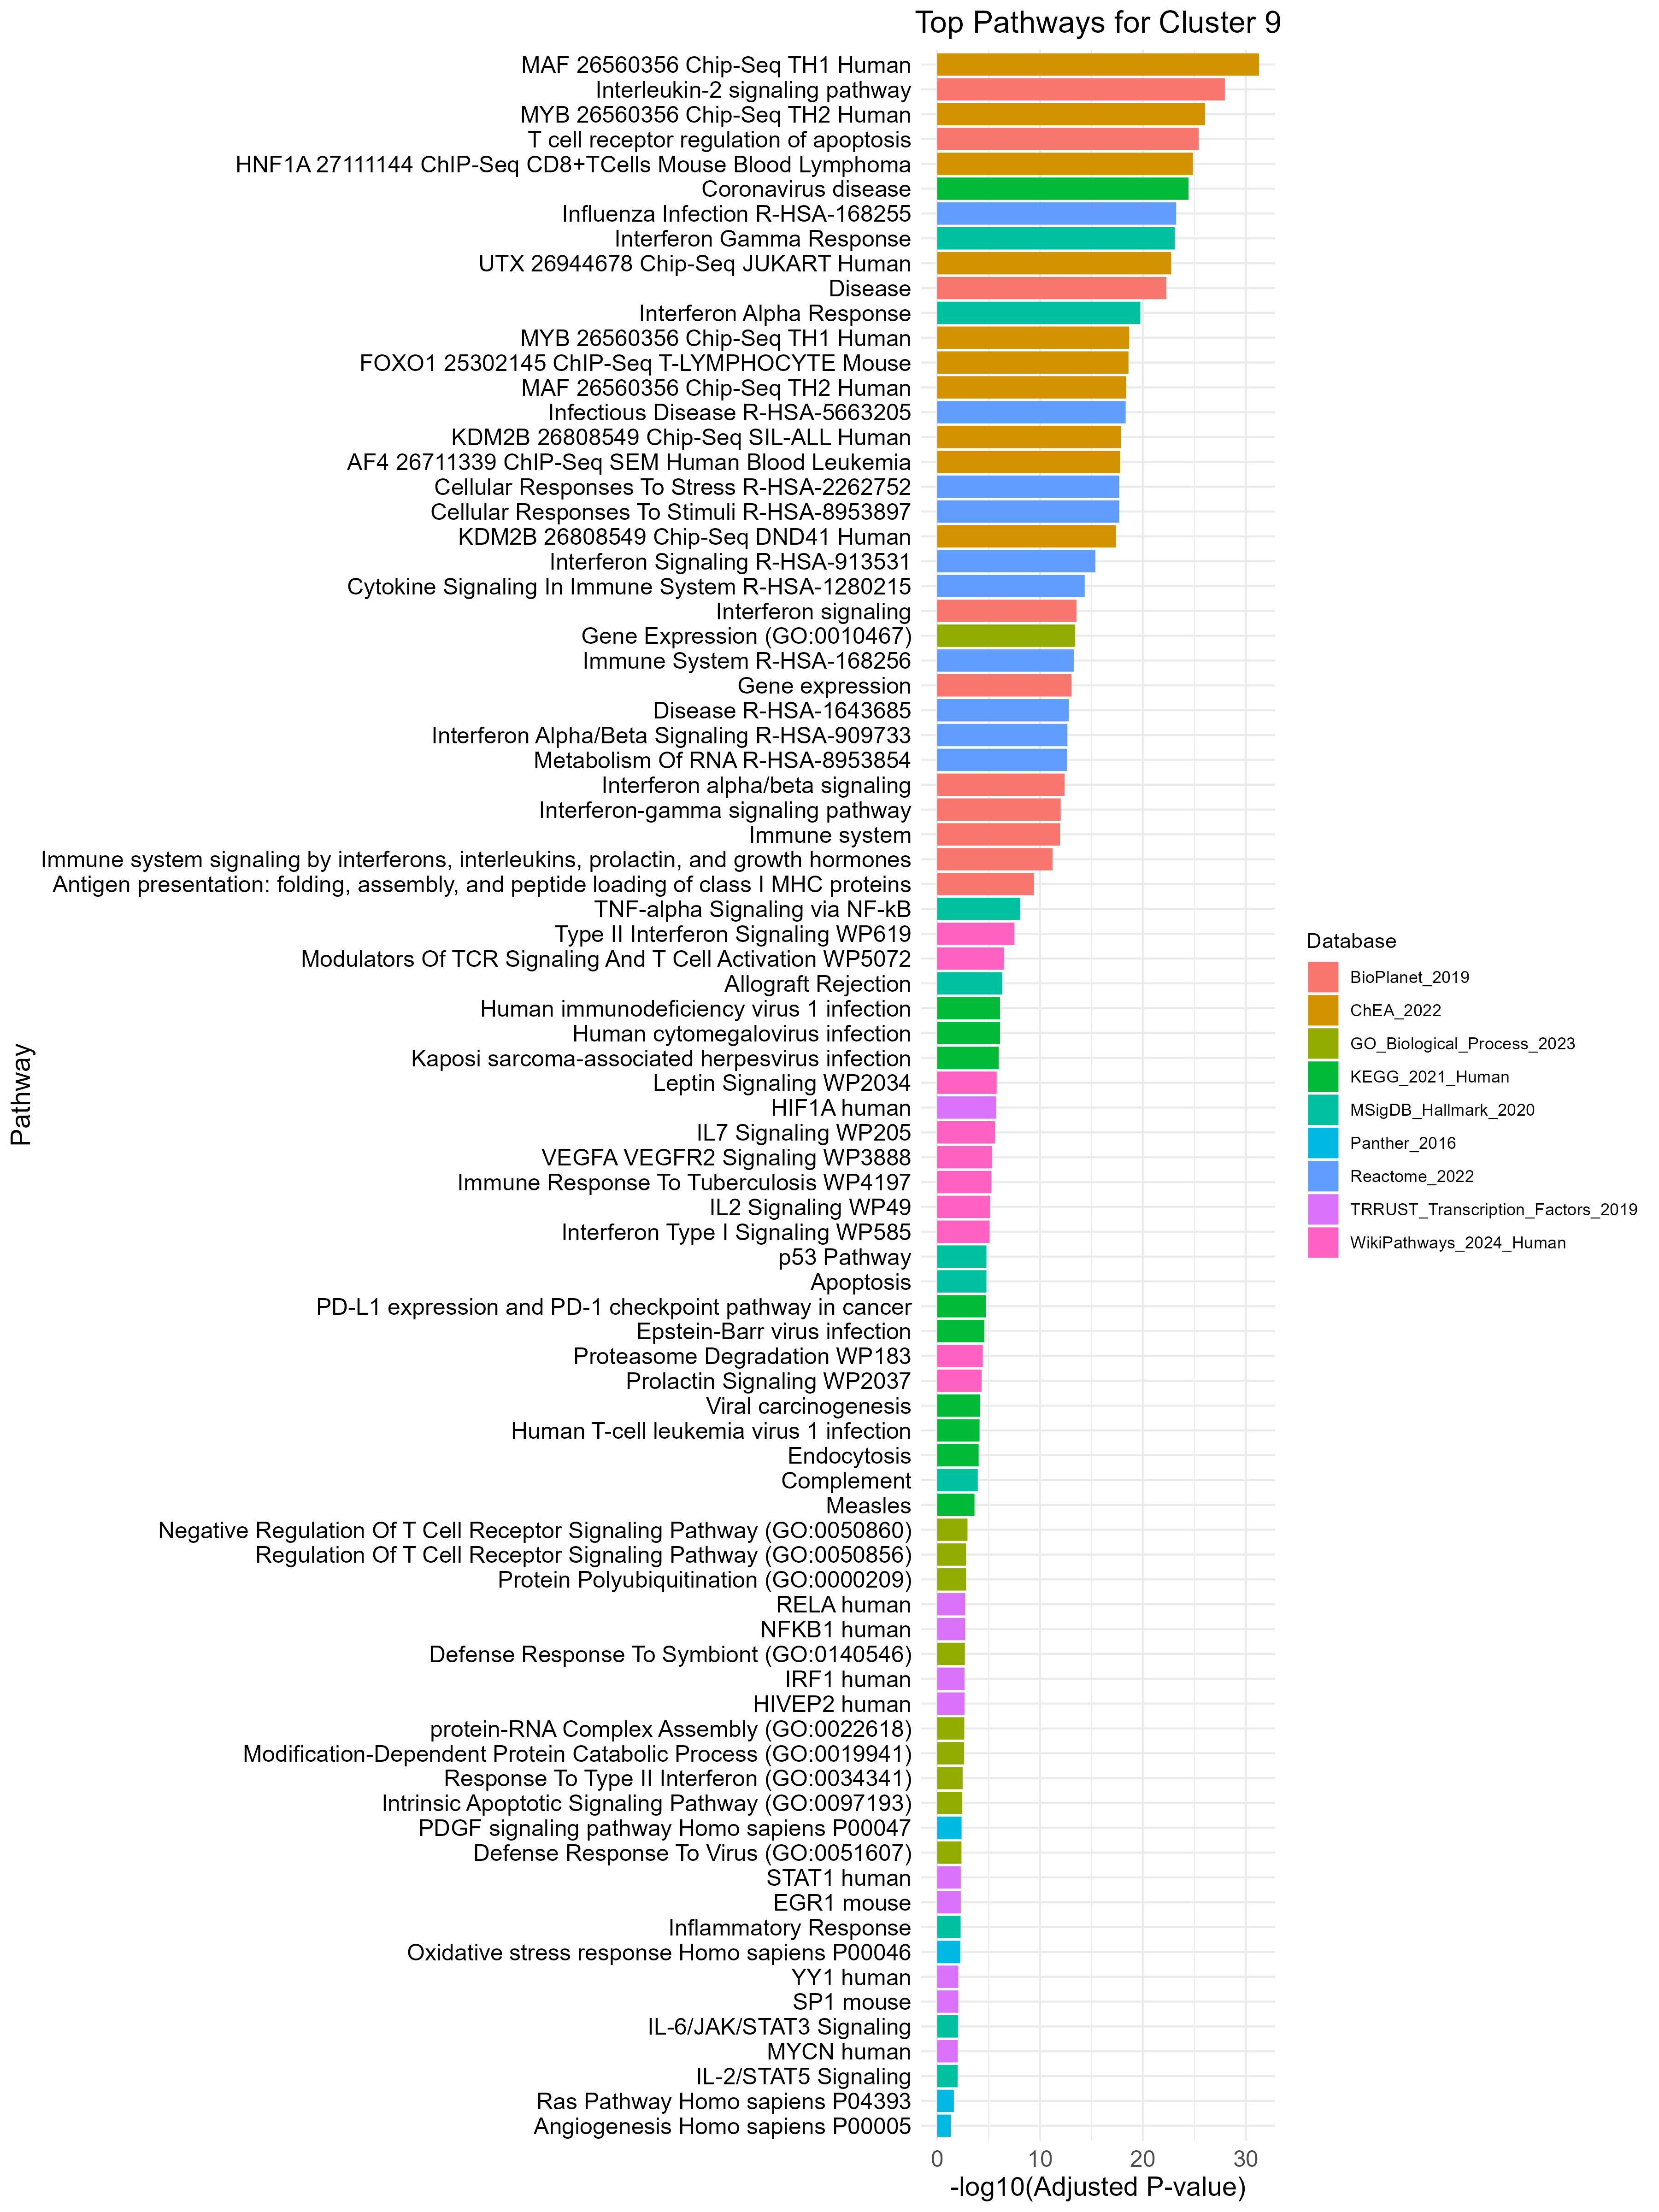 Top Pathways for Cluster 9
MAF 26560356 Chip-Seq TH1 Human
Interleukin-2 signaling pathway
MYB 26560356 Chip-Seq TH2 Human
T cell receptor regulation of apoptosis
HNF1A 27111144 ChIP-Seq CD8+TCells Mouse Blood Lymphoma
Coronavirus disease
Influenza Infection R-HSA-168255
Interferon Gamma Response
UTX 26944678 Chip-Seq JUKART Human
Disease
Interferon Alpha Response
MYB 26560356 Chip-Seq TH1 Human
FOXO1 25302145 ChIP-Seq T-LYMPHOCYTE Mouse
MAF 26560356 Chip-Seq TH2 Human
Infectious Disease R-HSA-5663205
KDM2B 26808549 Chip-Seq SIL-ALL Human
AF4 26711339 ChIP-Seq SEM Human Blood Leukemia
Cellular Responses To Stress R-HSA-2262752
Cellular Responses To Stimuli R-HSA-8953897
KDM2B 26808549 Chip-Seq DND41 Human
Interferon Signaling R-HSA-913531
Cytokine Signaling In Immune System R-HSA-1280215
Interferon signaling
Gene Expression (GO:0010467)
Immune System R-HSA-168256
Gene expression
Disease R-HSA-1643685
Interferon Alpha/Beta Signaling R-HSA-909733
Metabolism Of RNA R-HSA-8953854
Interferon alpha/beta signaling
Interferon-gamma signaling pathway
Immune system
Immune system signaling by interferons, interleukins, prolactin, and growth hormones
Antigen presentation: folding, assembly, and peptide loading of class I MHC proteins
TNF-alpha Signaling via NF-kB
Type II Interferon Signaling WP619
Modulators Of TCR Signaling And T Cell Activation WP5072
Allograft Rejection
Human immunodeficiency virus 1 infection
Human cytomegalovirus infection
Kaposi sarcoma-associated herpesvirus infection
Leptin Signaling WP2034
HIF1A human
IL7 Signaling WP205
VEGFA VEGFR2 Signaling WP3888
Immune Response To Tuberculosis WP4197
IL2 Signaling WP49
Interferon Type I Signaling WP585
p53 Pathway
Apoptosis
PD-L1 expression and PD-1 checkpoint pathway in cancer
Epstein-Barr virus infection
Proteasome Degradation WP183
Prolactin Signaling WP2037
Viral carcinogenesis
Human T-cell leukemia virus 1 infection
Endocytosis
Complement
Measles
Negative Regulation Of T Cell Receptor Signaling Pathway (GO:0050860)
Regulation Of T Cell Receptor Signaling Pathway (GO:0050856)
Protein Polyubiquitination (GO:0000209)
RELA human
NFKB1 human
Defense Response To Symbiont (GO:0140546)
IRF1 human
HIVEP2 human
protein-RNA Complex Assembly (GO:0022618)
Modification-Dependent Protein Catabolic Process (GO:0019941)
Response To Type II Interferon (GO:0034341)
Intrinsic Apoptotic Signaling Pathway (GO:0097193)
PDGF signaling pathway Homo sapiens P00047
Defense Response To Virus (GO:0051607)
STAT1 human
EGR1 mouse
Inflammatory Response
Oxidative stress response Homo sapiens P00046
YY1 human
SP1 mouse
IL-6/JAK/STAT3 Signaling
MYCN human
IL-2/STAT5 Signaling
Ras Pathway Homo sapiens P04393
Angiogenesis Homo sapiens P00005
0 10 20 30
-log10(Adjusted P-value)
Pathway
Database
BioPlanet_2019
ChEA_2022
GO_Biological_Process_2023
KEGG_2021_Human
MSigDB_Hallmark_2020
Panther_2016
Reactome_2022
TRRUST_Transcription_Factors_2019
WikiPathways_2024_Human